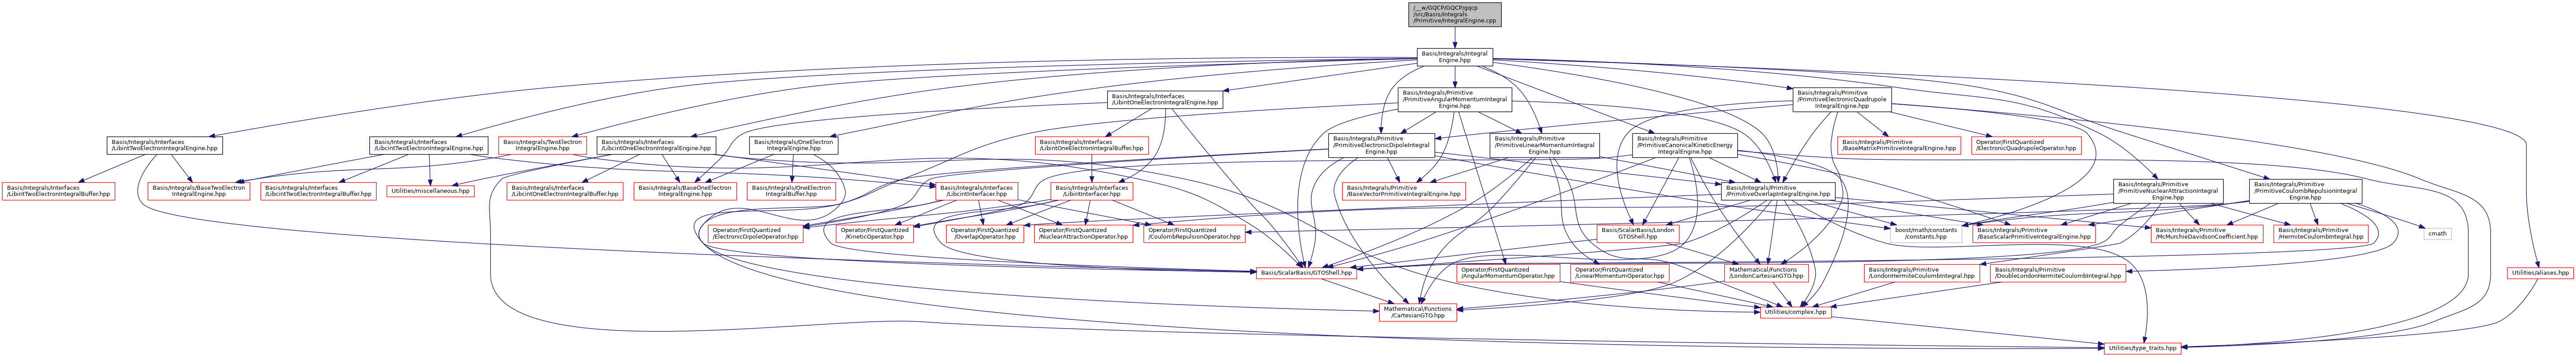 /__w/GQCP/GQCP/gqcp
/src/Basis/Integrals
/Primitive/IntegralEngine.cpp
Basis/Integrals/Integral
Engine.hpp
Basis/Integrals/Interfaces
/LibintOneElectronIntegralEngine.hpp
Basis/Integrals/Primitive
/PrimitiveAngularMomentumIntegral
Engine.hpp
Basis/Integrals/Primitive
/PrimitiveElectronicQuadrupole
IntegralEngine.hpp
Basis/Integrals/Interfaces
/LibintTwoElectronIntegralEngine.hpp
Basis/Integrals/Interfaces
/LibcintTwoElectronIntegralEngine.hpp
Basis/Integrals/TwoElectron
IntegralEngine.hpp
Basis/Integrals/Interfaces
/LibcintOneElectronIntegralEngine.hpp
Basis/Integrals/OneElectron
IntegralEngine.hpp
Basis/Integrals/Interfaces
/LibintOneElectronIntegralBuffer.hpp
Basis/Integrals/Primitive
/PrimitiveElectronicDipoleIntegral
Engine.hpp
Basis/Integrals/Primitive
/PrimitiveLinearMomentumIntegral
Engine.hpp
Basis/Integrals/Primitive
/PrimitiveCanonicalKineticEnergy
IntegralEngine.hpp
Basis/Integrals/Primitive
/BaseMatrixPrimitiveIntegralEngine.hpp
Operator/FirstQuantized
/ElectronicQuadrupoleOperator.hpp
Basis/Integrals/Interfaces
/LibintTwoElectronIntegralBuffer.hpp
Basis/Integrals/BaseTwoElectron
IntegralEngine.hpp
Basis/Integrals/Interfaces
/LibcintTwoElectronIntegralBuffer.hpp
Utilities/miscellaneous.hpp
Basis/Integrals/Interfaces
/LibcintOneElectronIntegralBuffer.hpp
Basis/Integrals/BaseOneElectron
IntegralEngine.hpp
Basis/Integrals/OneElectron
IntegralBuffer.hpp
Basis/Integrals/Interfaces
/LibcintInterfacer.hpp
Basis/Integrals/Interfaces
/LibintInterfacer.hpp
Basis/Integrals/Primitive
/BaseVectorPrimitiveIntegralEngine.hpp
Basis/Integrals/Primitive
/PrimitiveOverlapIntegralEngine.hpp
Basis/Integrals/Primitive
/PrimitiveNuclearAttractionIntegral
Engine.hpp
Basis/Integrals/Primitive
/PrimitiveCoulombRepulsionIntegral
Engine.hpp
Operator/FirstQuantized
/ElectronicDipoleOperator.hpp
Operator/FirstQuantized
/KineticOperator.hpp
Operator/FirstQuantized
/OverlapOperator.hpp
Operator/FirstQuantized
/NuclearAttractionOperator.hpp
Operator/FirstQuantized
/CoulombRepulsionOperator.hpp
Basis/ScalarBasis/London
GTOShell.hpp
boost/math/constants
/constants.hpp
Basis/Integrals/Primitive
/BaseScalarPrimitiveIntegralEngine.hpp
Basis/Integrals/Primitive
/McMurchieDavidsonCoefficient.hpp
Basis/Integrals/Primitive
/HermiteCoulombIntegral.hpp
cmath
Basis/ScalarBasis/GTOShell.hpp
Operator/FirstQuantized
/AngularMomentumOperator.hpp
Operator/FirstQuantized
/LinearMomentumOperator.hpp
Mathematical/Functions
/LondonCartesianGTO.hpp
Basis/Integrals/Primitive
/LondonHermiteCoulombIntegral.hpp
Basis/Integrals/Primitive
/DoubleLondonHermiteCoulombIntegral.hpp
Utilities/aliases.hpp
Mathematical/Functions
/CartesianGTO.hpp
Utilities/complex.hpp
Utilities/type_traits.hpp